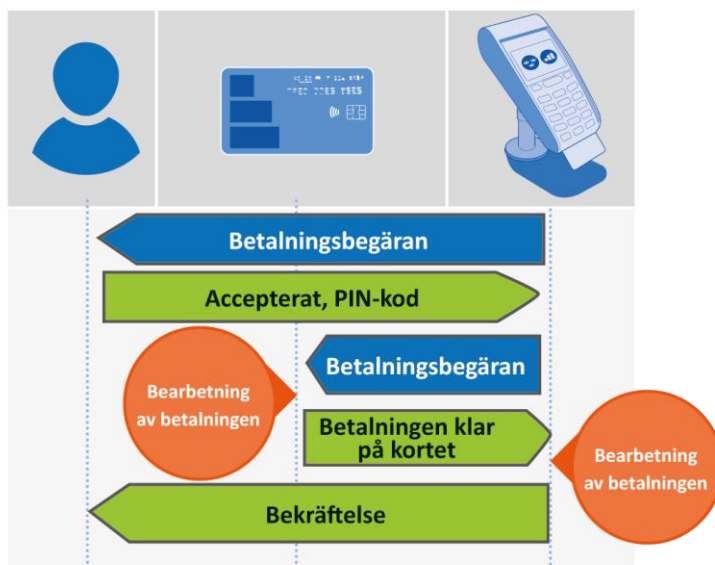 Betalningsbegäran
Accepterat, PIN-kod
Betalningsbegäran
Bearbetning
av betalningen
Betalningen klar
på kortet
Bearbetning
av betalningen
Bekräftelse